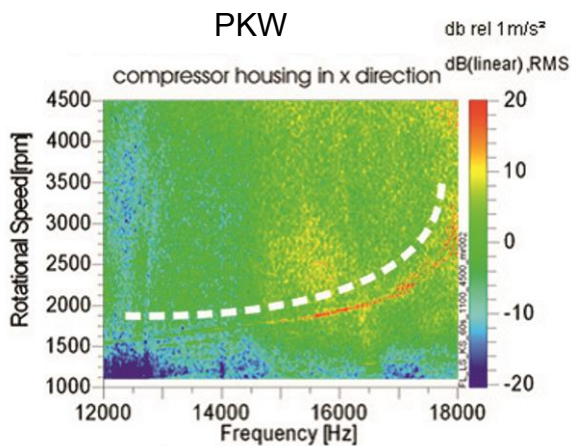 PKW
db rel 1m/s²
dB(linear) ,RMS
compressor housing in x direction
Rotational Speed[rpm]
4500
4000
3500
3000
2500
2000
1500
1000
12000
14000
16000
18000
Frequency [Hz]
20
10
0
-10
-20
FL_LS_KS_60s_1100_4500_mr002